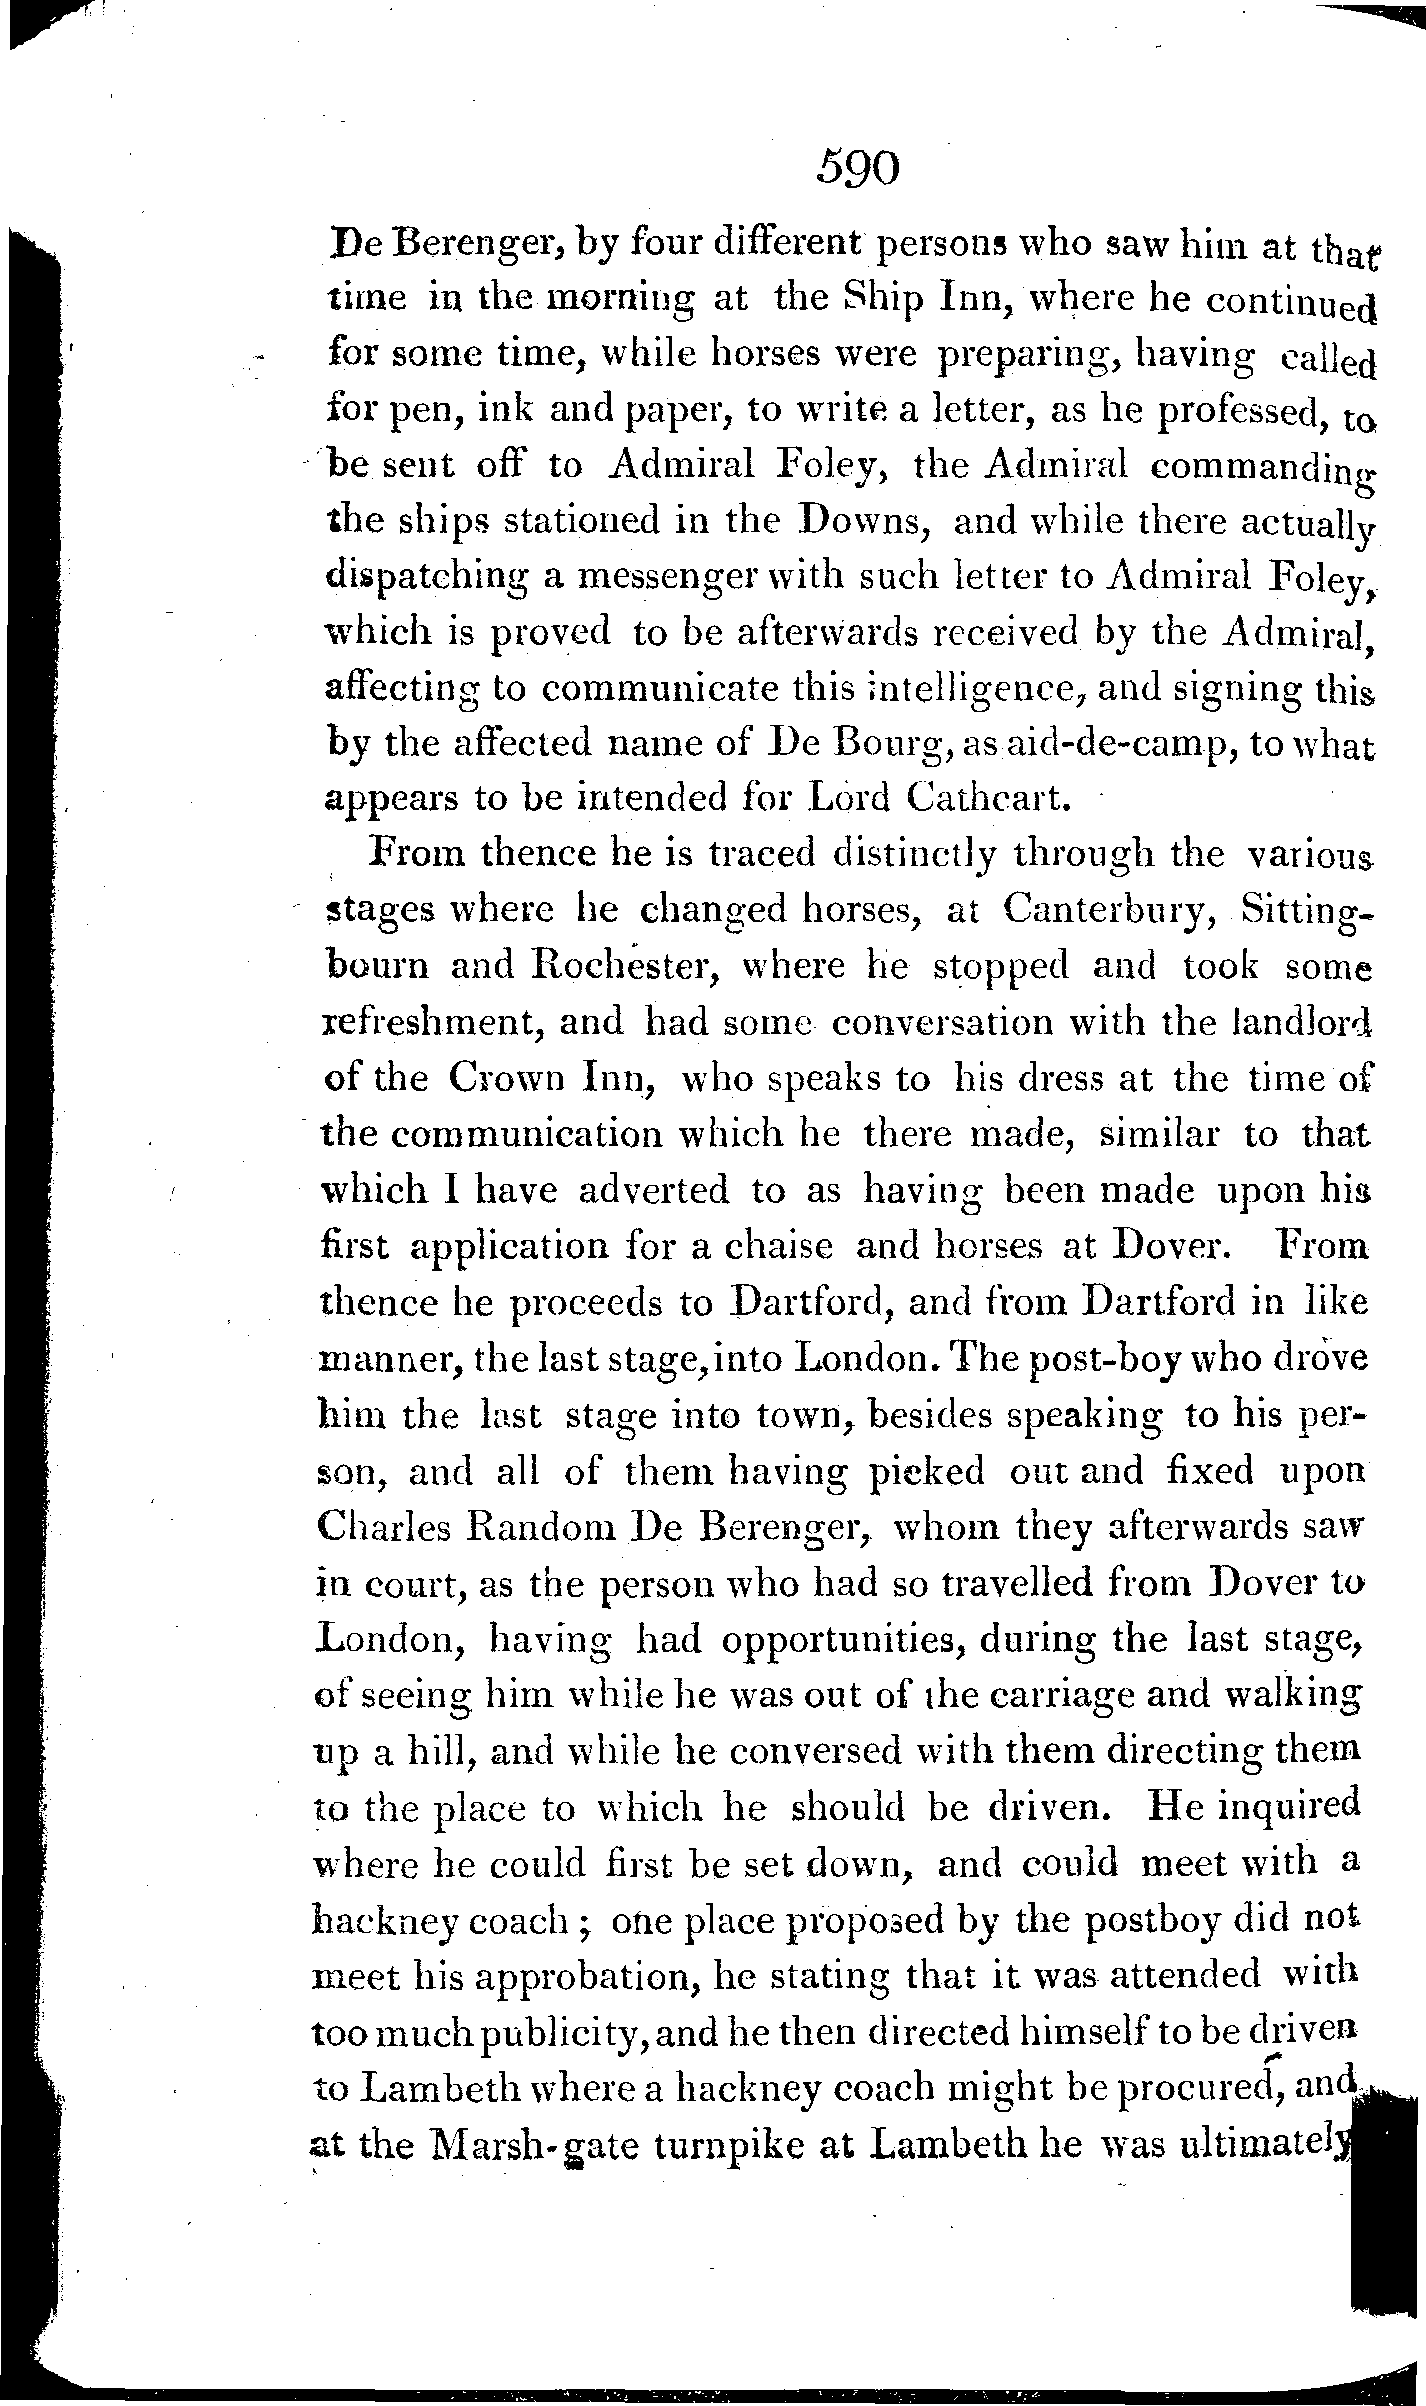 590
De Berenger, by four different persons who saw him at that
time in the morning at the Ship Inn, where he continued
for some time, while horses were preparing, having called
for pen, ink and paper, to write a letter, as he professed, to
be sent off to Admiral Foley, the Admiral commanding
the ships stationed in the Downs, and while there actually
dispatching a messenger with such letter to Admiral Foley,
which is proved to be afterwards received by the Admiral,
affecting to communicate this intelligence, and signing this
by the affected name of De Bourg, as aid-de-camp, to what
appears to be intended for Lord Cathcart.
From thence he is traced distinctly through the various
stages where he changed horses, at Canterbury, Sitting-
bourn and Rochester, where he stopped and took some
refreshment, and had some conversation with the landlord
of the Crown Inn, who speaks to his dress at the time of
the communication which he there made, similar to that
which I have adverted to as having been made upon his
first application for a chaise and horses at Dover. From
thence he proceeds to Dartford, and from Dartford in like
manner, the last stage, into London. The post-boy who drove
him the last stage into town, besides speaking to his per-
son, and all of them having picked out and fixed upon
Charles Random De Berenger, whom they afterwards saw
in court, as the person who had so travelled from Dover to
London, having had opportunities, during the last stage,
of seeing him while he was out of the carriage and walking
up a hill, and while he conversed with them directing them
to the place to which he should be driven. He inquired
where he could first be set down, and could meet with a
hackney coach ; one place proposed by the postboy did not
meet his approbation, he stating that it was attended with
too much publicity, and he then directed himself to be driven
to Lambeth where a hackney coach might be procured, and
at the Marsh-gate turnpike at Lambeth he was ultimately